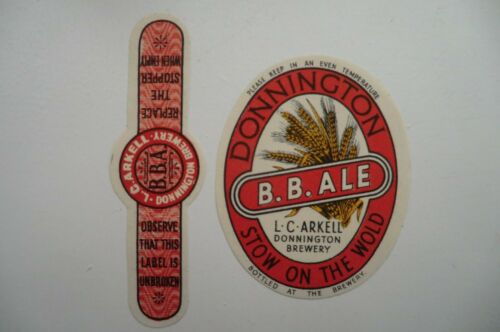 REPLACE
THE
STOPPER
WHEN EMPTY
L·C·ARKELL·
DONNINGTON BREWERY·
B.B.A
OBSERVE
THAT THIS
LABEL IS
UNBROKEN
PLEASE KEEP IN AN EVEN TEMPERATURE
DONNINGTON
B.B. ALE
L·C·ARKELL
DONNINGTON
BREWERY
STOW ON THE WOLD
BOTTLED AT THE BREWERY.